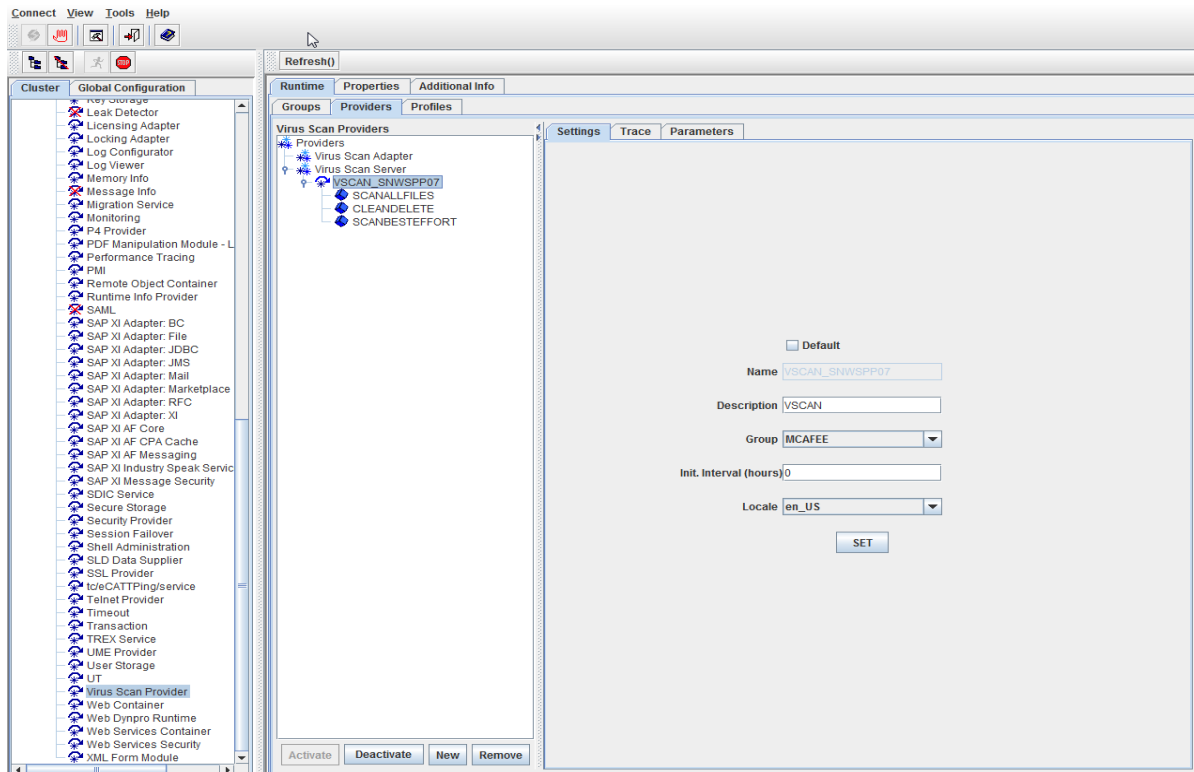 Connect View Tools Help
STOP
Refresh()
Cluster Global Configuration
Runtime Properties Additional Info
Groups Providers Profiles
Key Storage
Leak Detector
Licensing Adapter
Locking Adapter
Log Configurator
Log Viewer
Memory Info
Message Info
Migration Service
Monitoring
P4 Provider
PDF Manipulation Module - L
Performance Tracing
PMI
Remote Object Container
Runtime Info Provider
SAML
SAP XI Adapter: BC
SAP XI Adapter: File
SAP XI Adapter: JDBC
SAP XI Adapter: JMS
SAP XI Adapter: Mail
SAP XI Adapter: Marketplace
SAP XI Adapter: RFC
SAP XI Adapter: XI
SAP XI AF Core
SAP XI AF CPA Cache
SAP XI AF Messaging
SAP XI Industry Speak Servic
SAP XI Message Security
SDIC Service
Secure Storage
Security Provider
Session Failover
Shell Administration
SLD Data Supplier
SSL Provider
tc/eCATTPing/service
Telnet Provider
Timeout
Transaction
TREX Service
UME Provider
User Storage
UT
Virus Scan Provider
Web Container
Web Dynpro Runtime
Web Services Container
Web Services Security
XML Form Module
Virus Scan Providers
Providers
Virus Scan Adapter
Virus Scan Server
VSCAN_SNWSPP07
SCANALLFILES
CLEANDELETE
SCANBESTEFFORT
Activate Deactivate New Remove
Settings Trace Parameters
Default
Name VSCAN_SNWSPP07
Description VSCAN
Group MCAFEE
Init. Interval (hours) 0
Locale en_US
SET